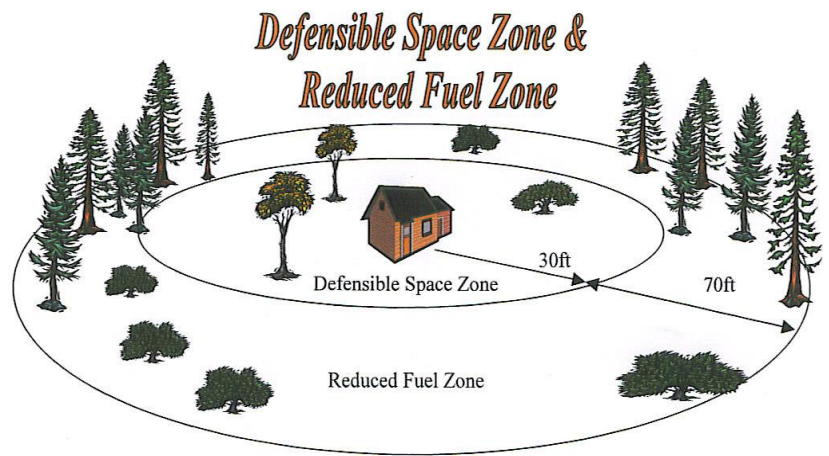 Defensible Space Zone &
Reduced Fuel Zone
30ft
70ft
Defensible Space Zone
Reduced Fuel Zone